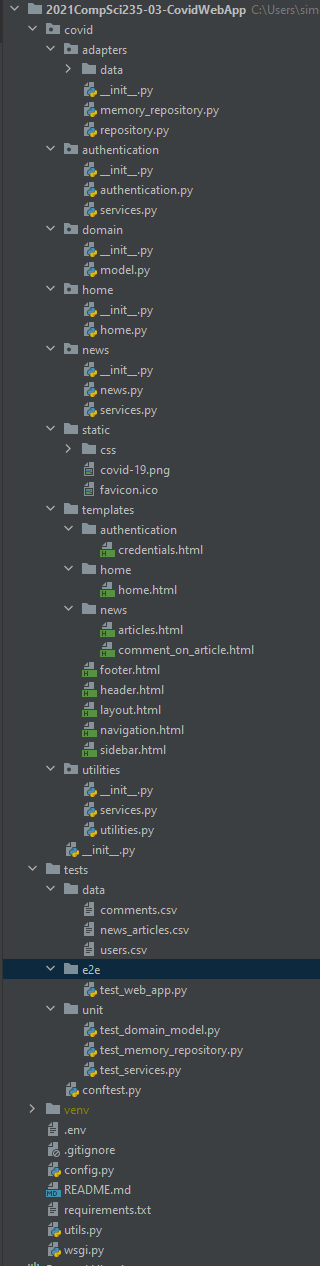 2021CompSci235-03-CovidWebApp C:\Users\sim
covid
adapters
data
__init__.py
memory_repository.py
repository.py
authentication
__init__.py
authentication.py
services.py
domain
__init__.py
model.py
home
__init__.py
home.py
news
__init__.py
news.py
services.py
static
css
covid-19.png
favicon.ico
templates
authentication
credentials.html
home
home.html
news
articles.html
comment_on_article.html
footer.html
header.html
layout.html
navigation.html
sidebar.html
utilities
__init__.py
services.py
utilities.py
__init__.py
tests
data
comments.csv
news_articles.csv
users.csv
e2e
test_web_app.py
unit
test_domain_model.py
test_memory_repository.py
test_services.py
conftest.py
venv
.env
.gitignore
config.py
README.md
requirements.txt
utils.py
wsgi.py